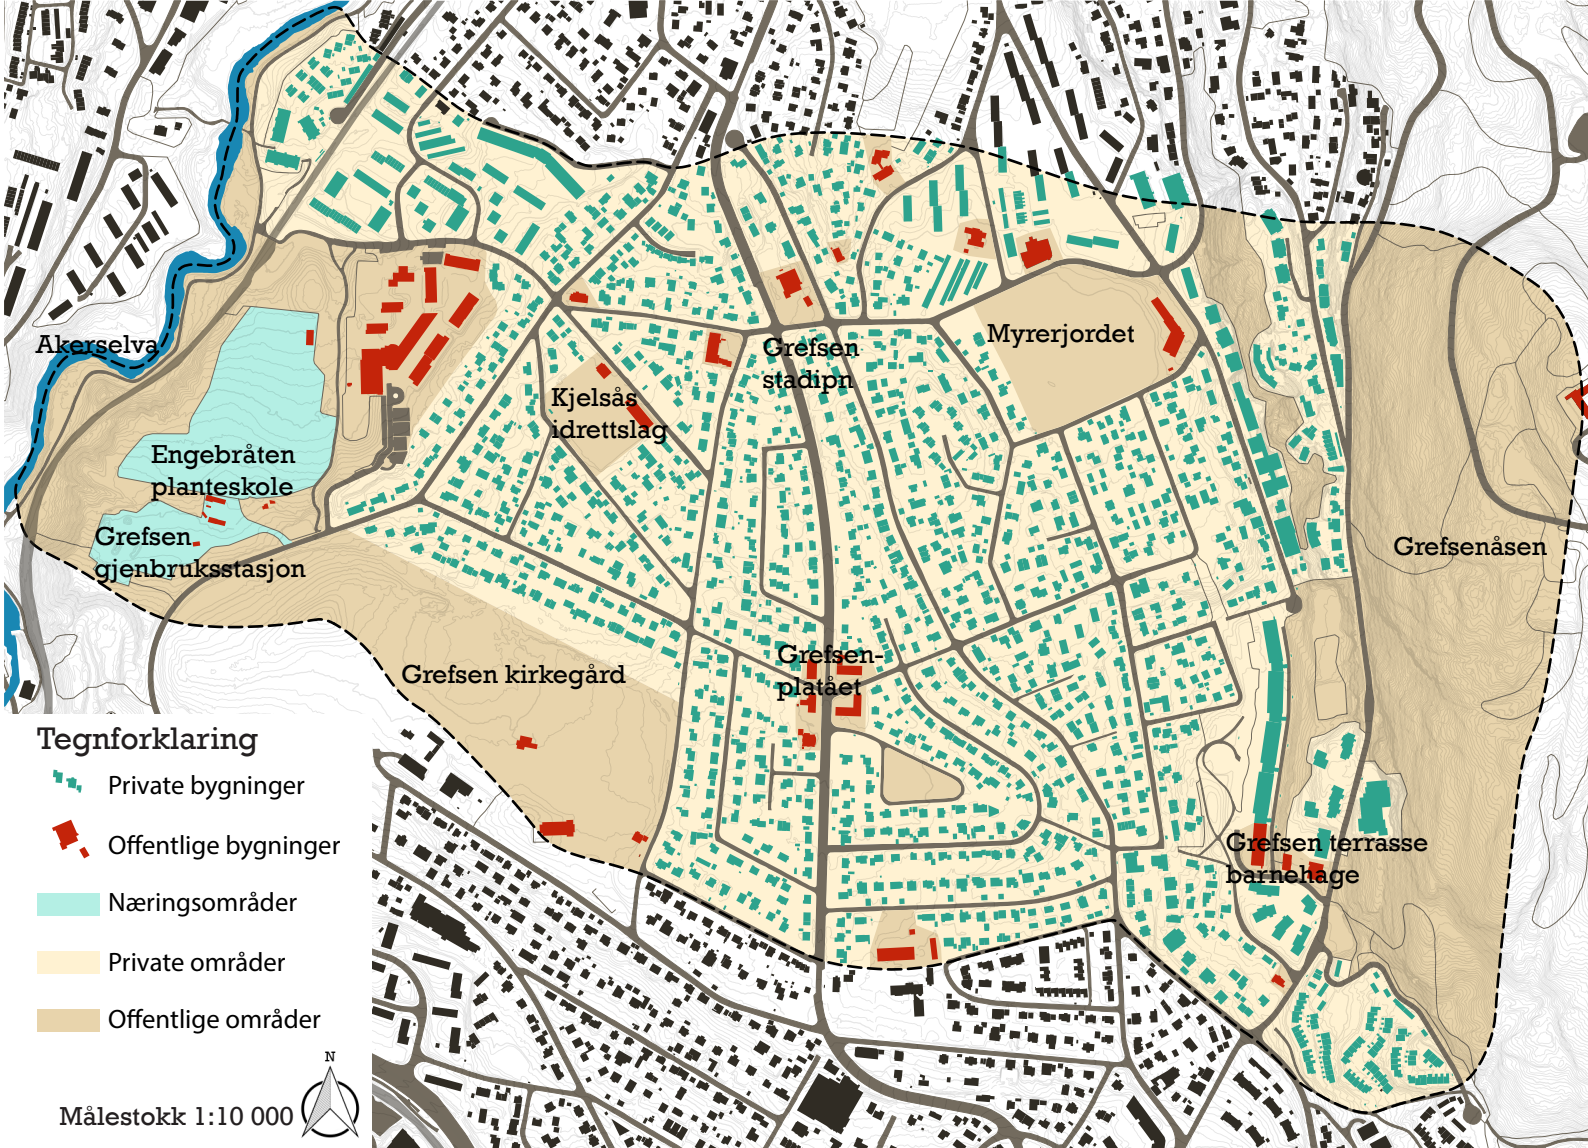 Akerselva
Myrerjordet
Grefsen
stadipn
Kjelsås
idrettslag
Engebråten
planteskole
Grefsen
gjenbruksstasjon
Grefsenåsen
Grefsen-
platået
Grefsen kirkegård
Grefsen terrasse
barnehage
Tegnforklaring
Private bygninger
Offentlige bygninger
Næringsområder
Private områder
Offentlige områder
N
Målestokk 1:10 000